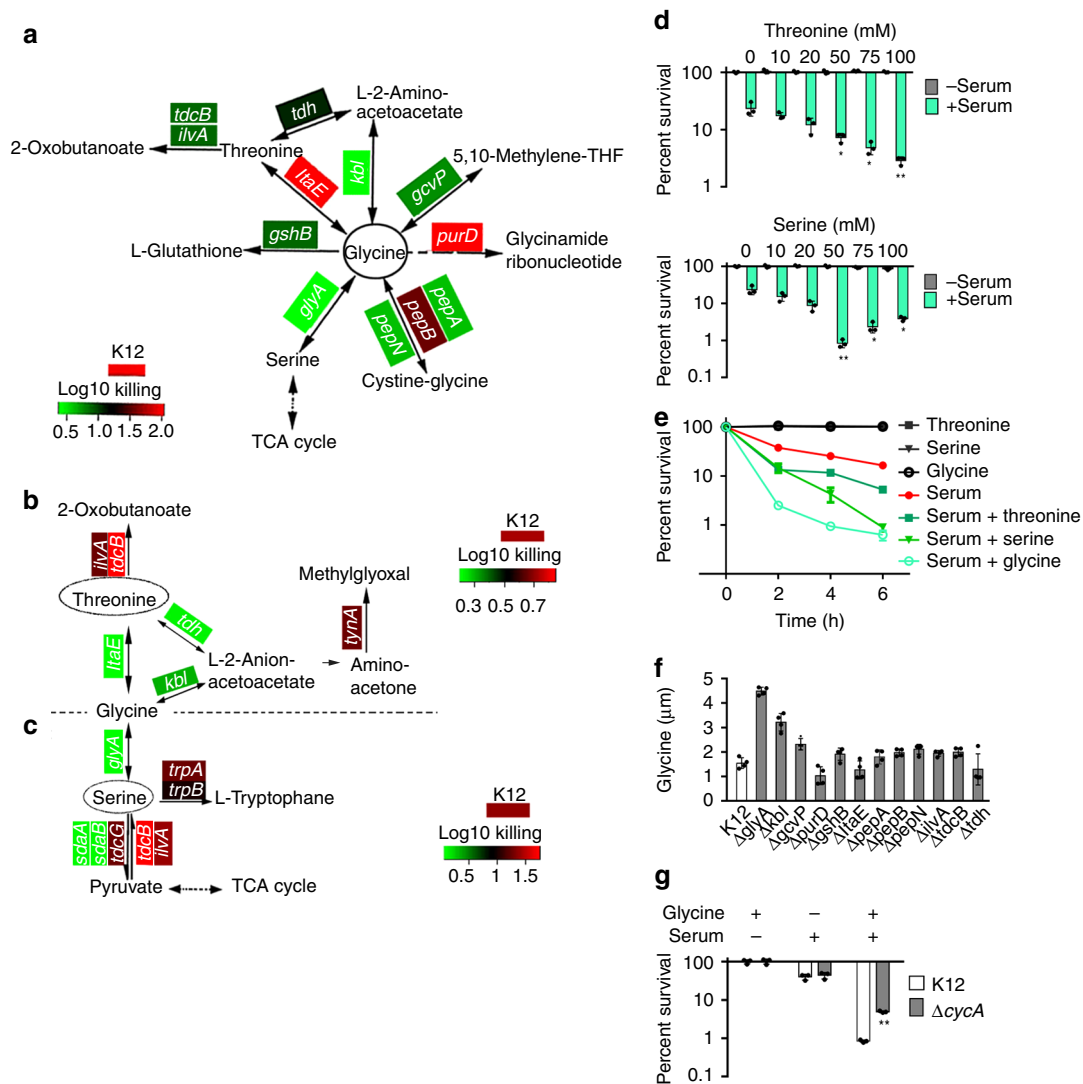 a
L-2-Amino-
acetoacetate
tdcB
ilvA
tdh
2-Oxobutanoate
Threonine
5,10-Methylene-THF
ltaE
kbl
gcvP
gshB
purD
L-Glutathione
Glycine
Glycinamide
ribonucleotide
glyA
pepN
pepB
pepA
Serine
Cystine-glycine
TCA cycle
K12
Log10 killing
0.5 1.0 1.5 2.0
b
2-Oxobutanoate
ilvA
tdcB
Threonine
tdh
ltaE
L-2-Anion-
acetoacetate
kbl
Glycine
Methylglyoxal
tynA
Amino-
acetone
K12
Log10 killing
0.3 0.5 0.7
c
glyA
Serine
trpA
trpB
L-Tryptophane
sdaA
sdaB
tdcG
tdcB
ilvA
Pyruvate
TCA cycle
K12
Log10 killing
0.5 1 1.5
d
Threonine (mM)
0 10 20 50 75 100
Percent survival
100
10
1
* * **
–Serum
+Serum
Serine (mM)
0 10 20 50 75 100
Percent survival
100
10
1
0.1
** * *
–Serum
+Serum
e
Percent survival
100
10
1
0 2 4 6
Time (h)
Threonine
Serine
Glycine
Serum
Serum + threonine
Serum + serine
Serum + glycine
f
Glycine (μm)
5
4
3
2
1
0
K12
ΔglyA
Δkbl
ΔgcvP
ΔpurD
ΔgshB
ΔltaE
ΔpepA
ΔpepB
ΔpepN
ΔilvA
ΔtdcB
Δtdh
g
Glycine + – +
Serum – + +
Percent survival
100
10
1
0.1
**
K12
ΔcycA